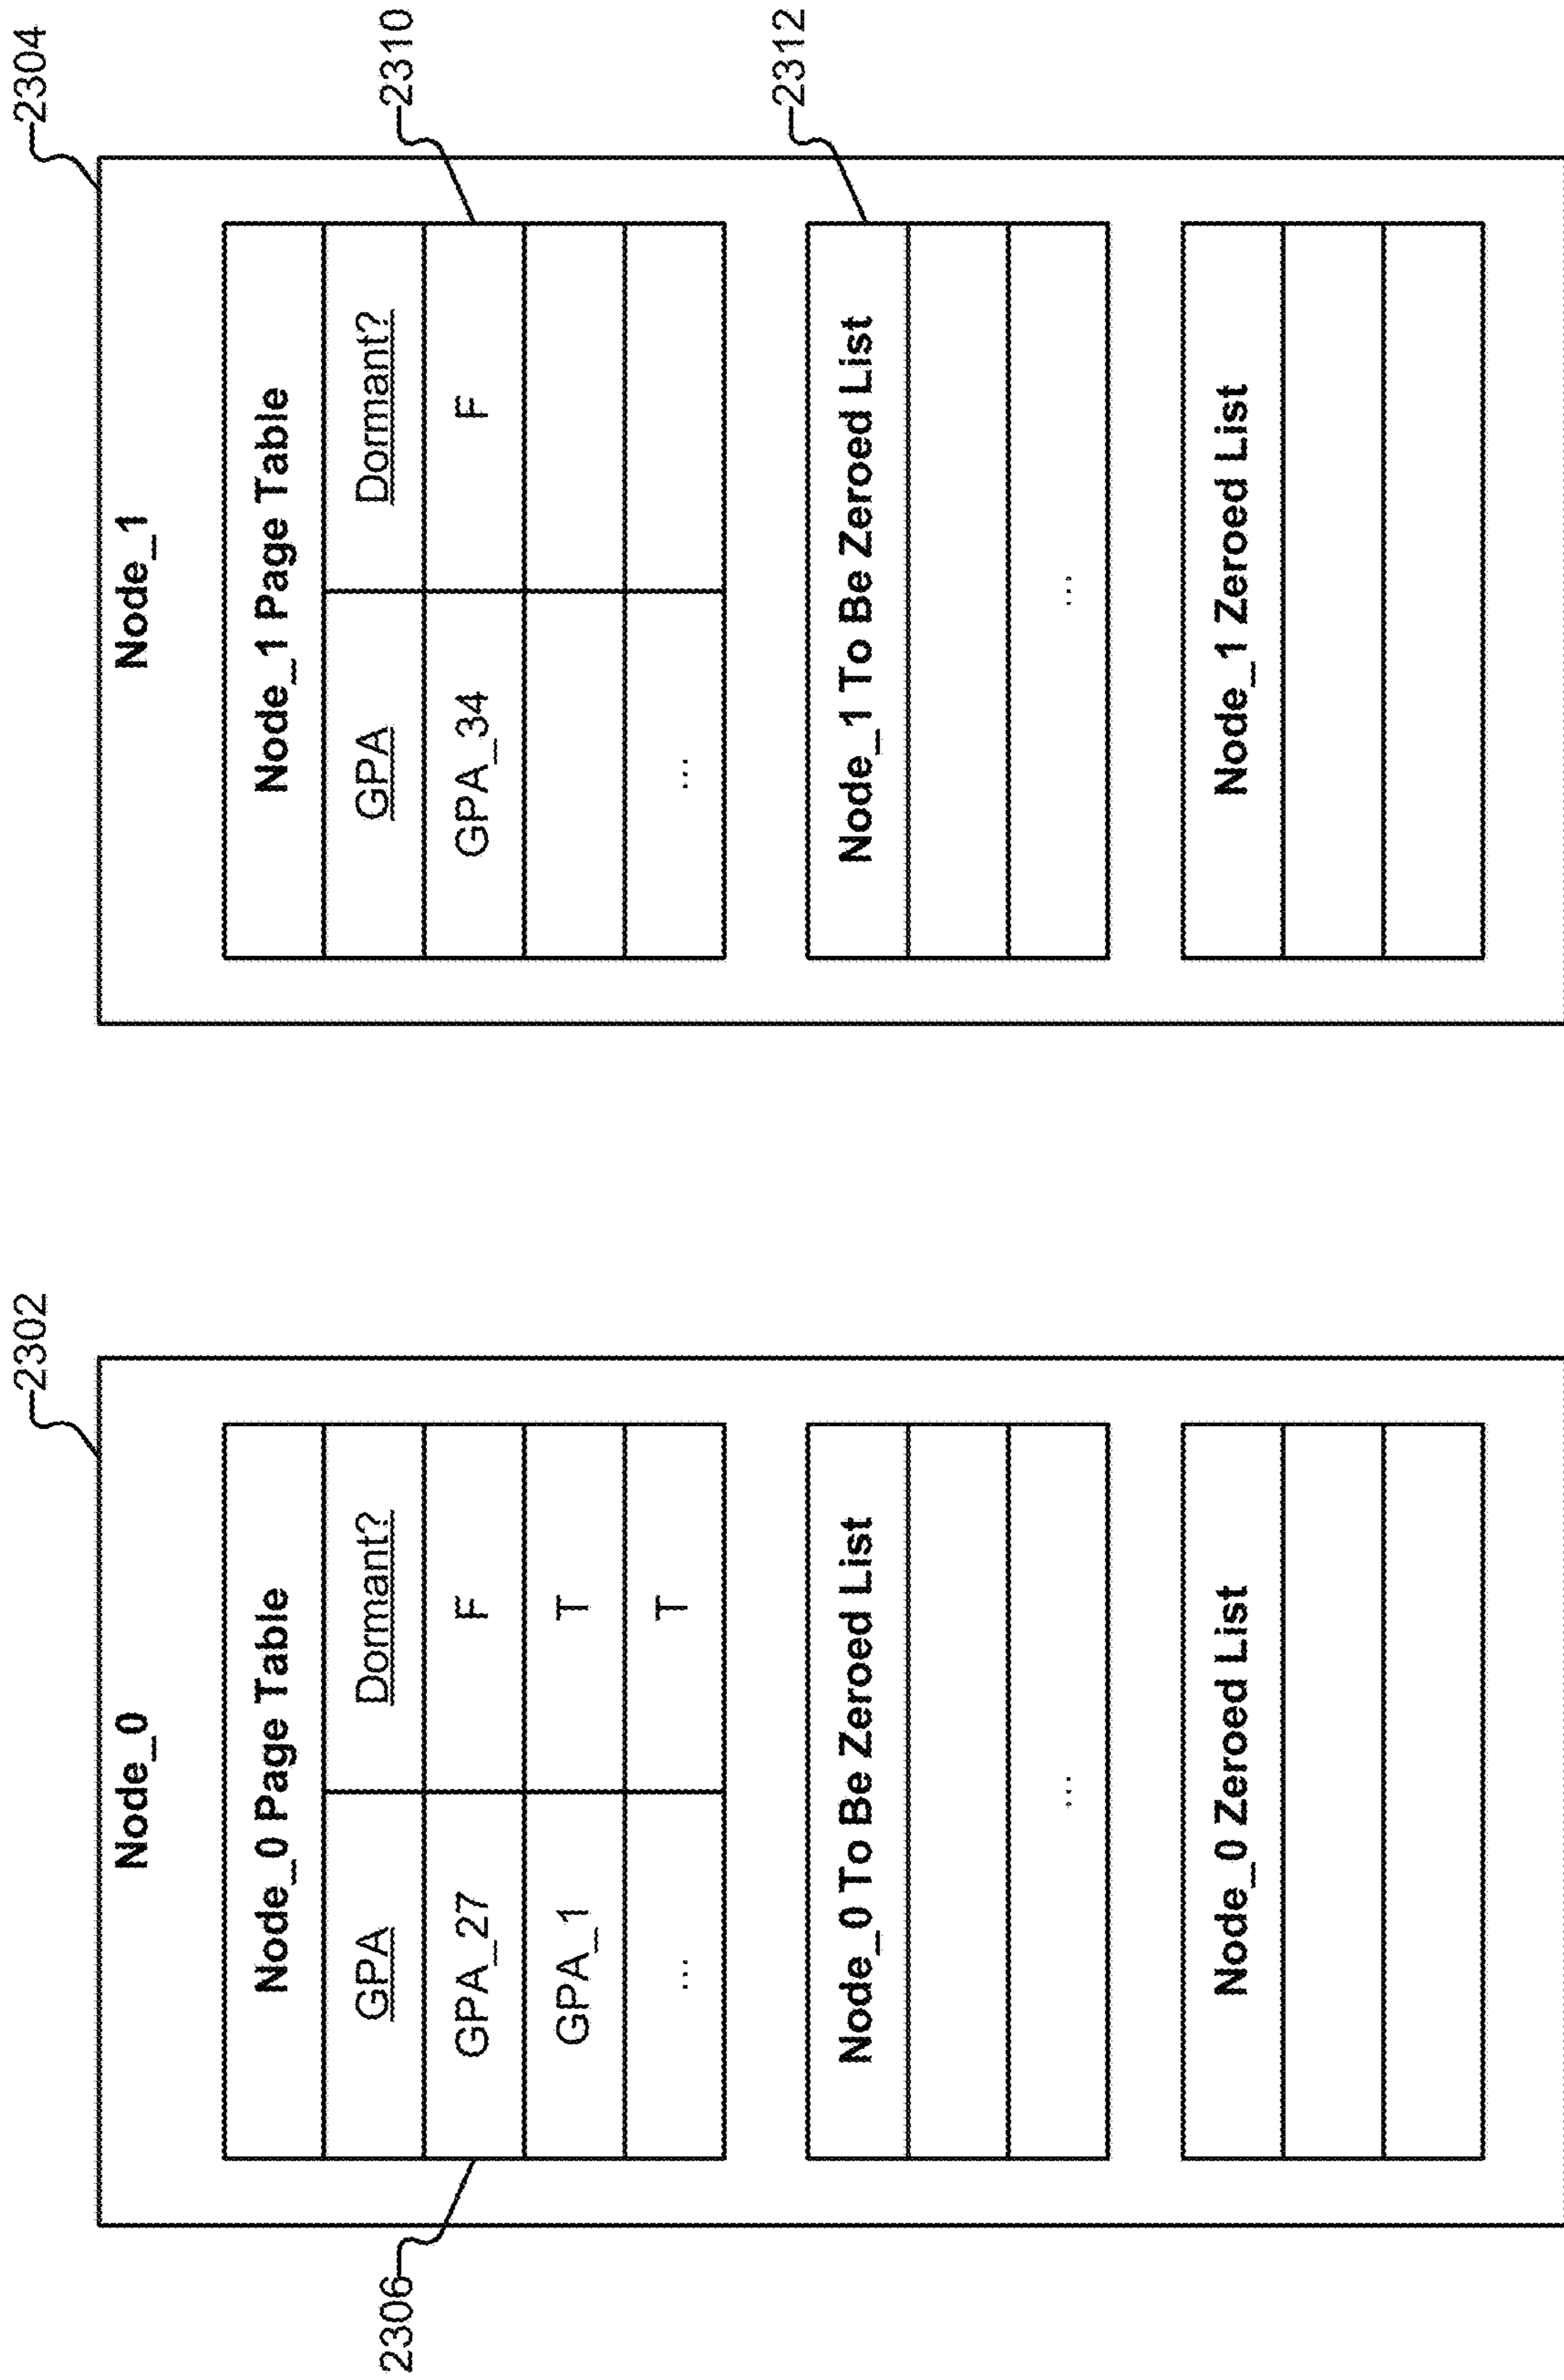 2302
Node_0
Node_0 Page Table
GPA Dormant?
2306
GPA_27 F
GPA_1 T
... T
Node_0 To Be Zeroed List
...
Node_0 Zeroed List
2304
Node_1
Node_1 Page Table
GPA Dormant?
GPA_34 F
2310
...
Node_1 To Be Zeroed List
2312
...
Node_1 Zeroed List